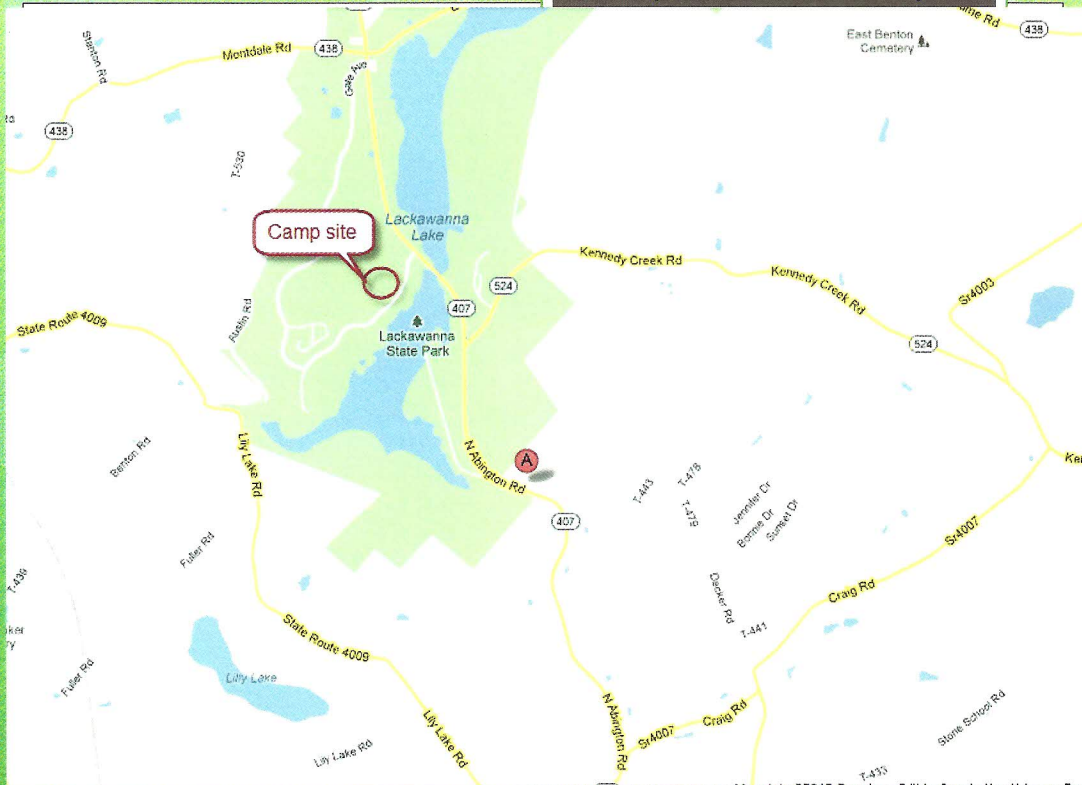 438
East Benton
Cemetery
Stanton Rd
Montdale Rd
438
438
T-530
Camp site
Lackawanna
Lake
Kennedy Creek Rd
Kennedy Creek Rd
Sr4003
524
407
Austin Rd
State Route 4009
Lackawanna
State Park
524
Benton Rd
Lily Lake Rd
N Abington Rd
A
T-443
T-478
T-479
Jennifer Dr
Bonnie Dr
Sunset Dr
407
Sr4007
Fuller Rd
T-439
Decker Rd
Craig Rd
T-441
State Route 4009
Fuller Rd
Lilly Lake
Lily Lake Rd
Lily Lake Rd
N Abington Rd
Sr4007
Craig Rd
Stone School Rd
T-433